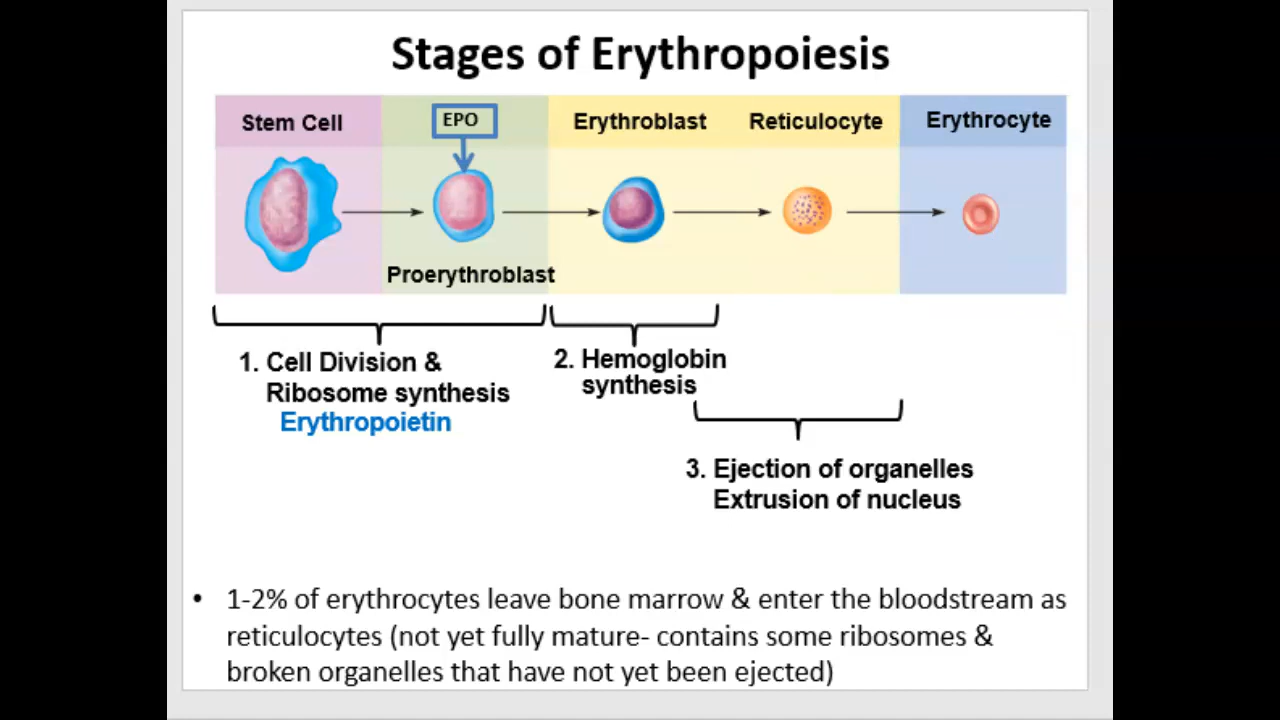 Stages of Erythropoiesis
Stem Cell
EPO
Erythroblast
Reticulocyte
Erythrocyte
Proerythroblast
1. Cell Division &
Ribosome synthesis
Erythropoietin
2. Hemoglobin
synthesis
3. Ejection of organelles
Extrusion of nucleus
• 1-2% of erythrocytes leave bone marrow & enter the bloodstream as
reticulocytes (not yet fully mature- contains some ribosomes &
broken organelles that have not yet been ejected)